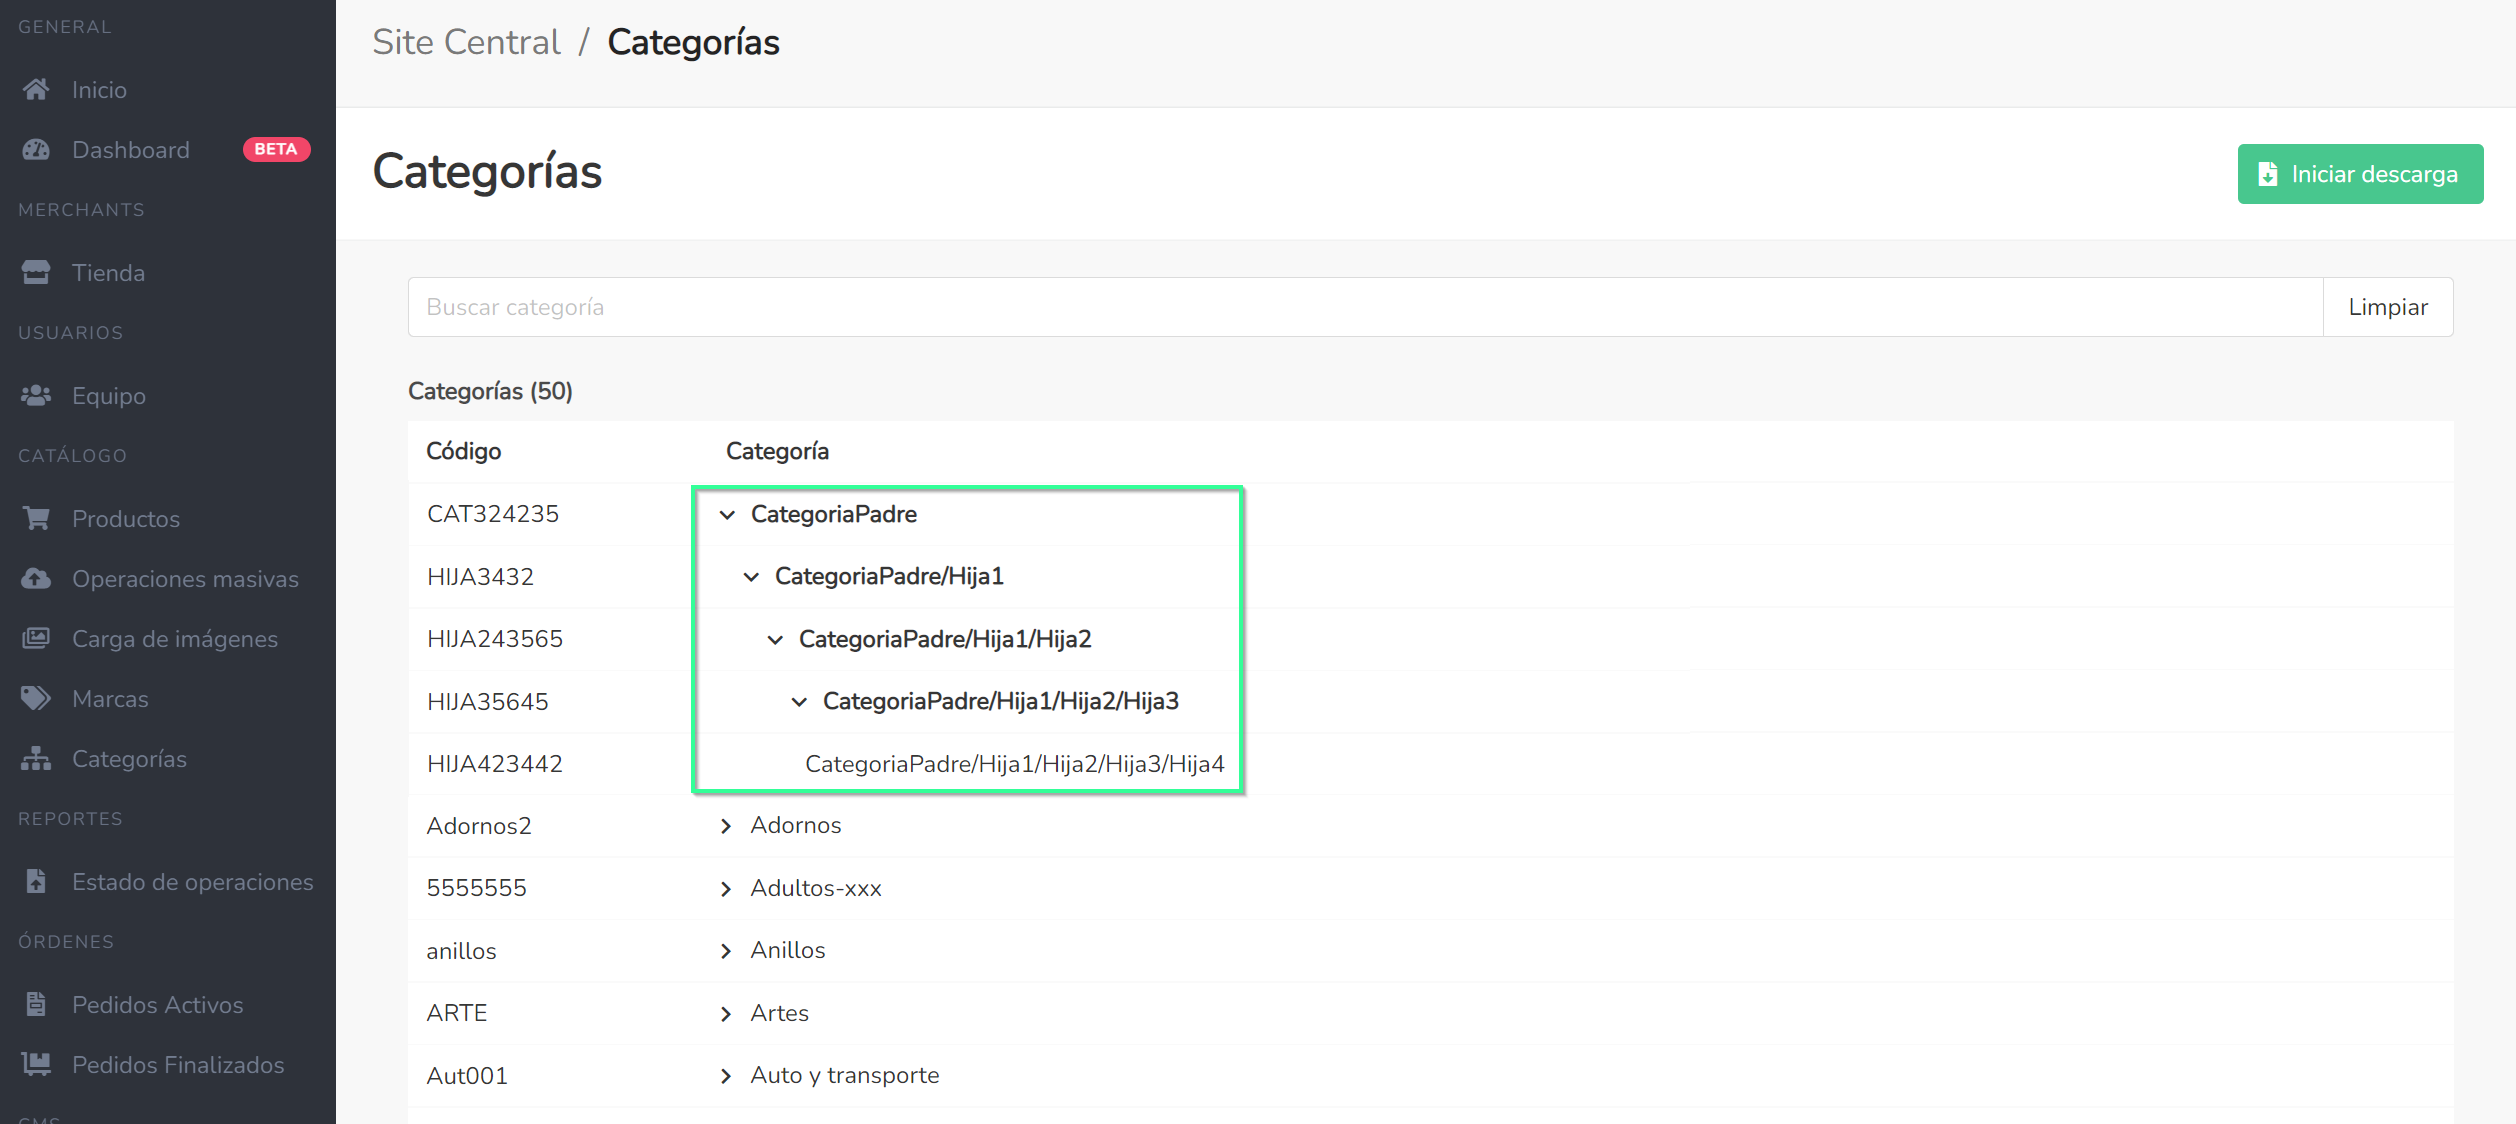 GENERAL
Inicio
Dashboard BETA
MERCHANTS
Tienda
USUARIOS
Equipo
CATÁLOGO
Productos
Operaciones masivas
Carga de imágenes
Marcas
Categorías
REPORTES
Estado de operaciones
ÓRDENES
Pedidos Activos
Pedidos Finalizados
CMS
Site Central / Categorías
Categorías
Iniciar descarga
Buscar categoría
Limpiar
Categorías (50)
Código Categoría
CAT324235 CategoriaPadre
HIJA3432 CategoriaPadre/Hija1
HIJA243565 CategoriaPadre/Hija1/Hija2
HIJA35645 CategoriaPadre/Hija1/Hija2/Hija3
HIJA423442 CategoriaPadre/Hija1/Hija2/Hija3/Hija4
Adornos2 Adornos
5555555 Adultos-xxx
anillos Anillos
ARTE Artes
Aut001 Auto y transporte